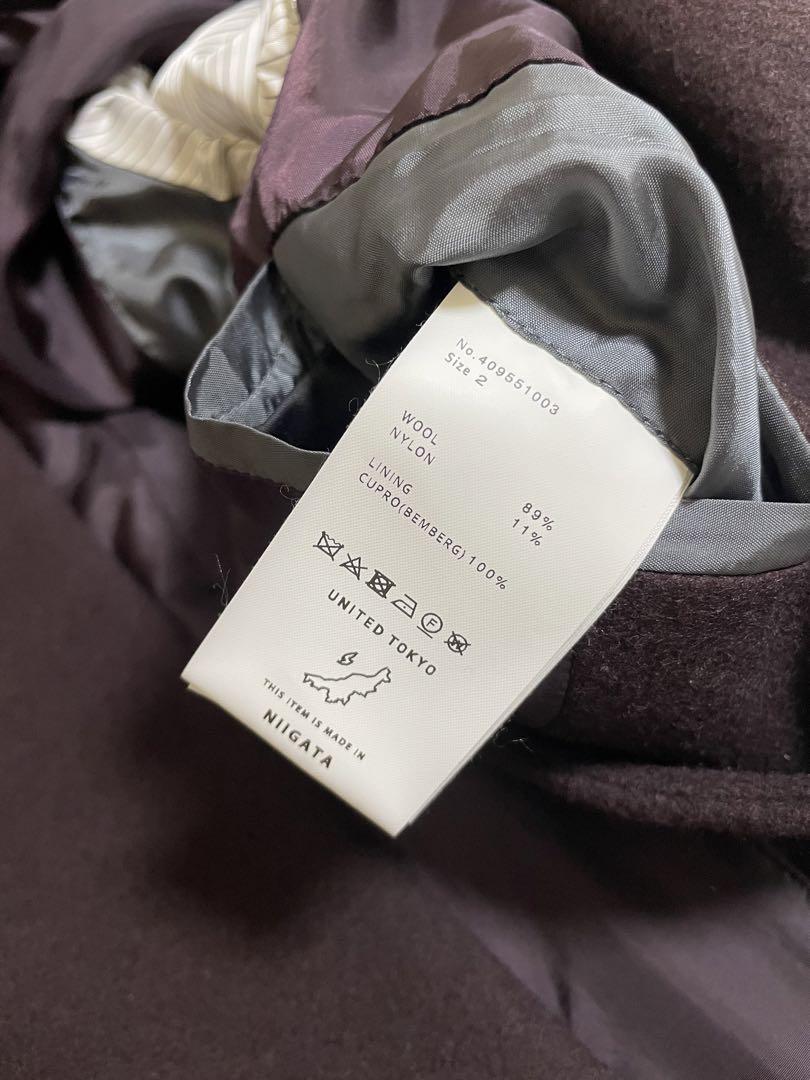 No.409551003
Size 2
WOOL 89%
NYLON 11%
LINING
CUPRO(BEMBERG)100%
F
W
UNITED TOKYO
THIS ITEM IS MADE IN
NIIGATA